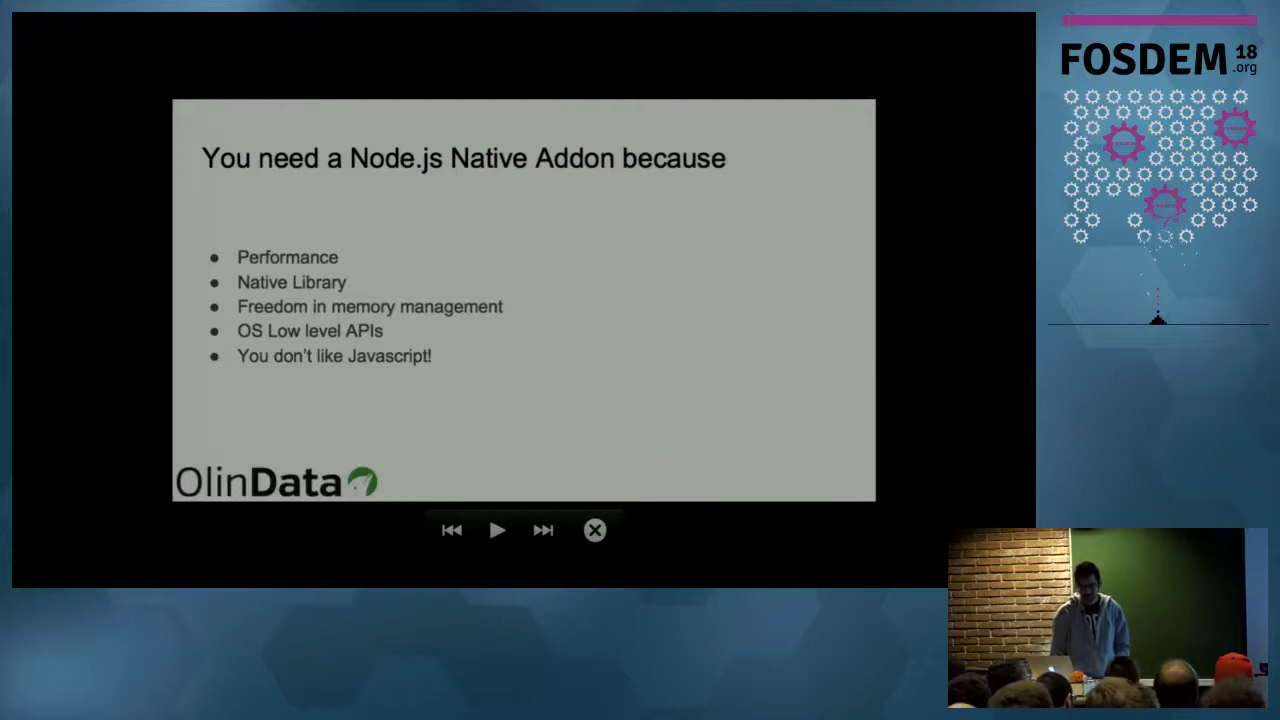 You need a Node.js Native Addon because
● Performance
● Native Library
● Freedom in memory management
● OS Low level APIs
● You don't like Javascript!
OlinData
FOSDEM 18
.org